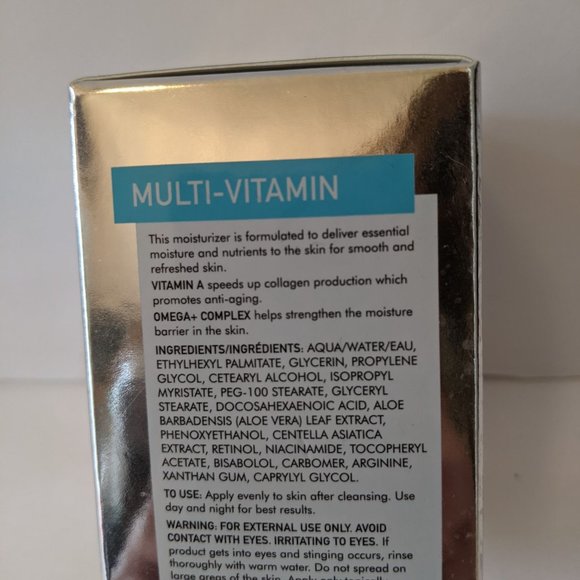 MULTI-VITAMIN
This moisturizer is formulated to deliver essential
moisture and nutrients to the skin for smooth and
refreshed skin.
VITAMIN A speeds up collagen production which
promotes anti-aging.
OMEGA+ COMPLEX helps strengthen the moisture
barrier in the skin.
INGREDIENTS/INGRÉDIENTS: AQUA/WATER/EAU,
ETHYLHEXYL PALMITATE, GLYCERIN, PROPYLENE
GLYCOL, CETEARYL ALCOHOL, ISOPROPYL
MYRISTATE, PEG-100 STEARATE, GLYCERYL
STEARATE, DOCOSAHEXAENOIC ACID, ALOE
BARBADENSIS (ALOE VERA) LEAF EXTRACT,
PHENOXYETHANOL, CENTELLA ASIATICA
EXTRACT, RETINOL, NIACINAMIDE, TOCOPHERYL
ACETATE, BISABOLOL, CARBOMER, ARGININE,
XANTHAN GUM, CAPRYLYL GLYCOL.
TO USE: Apply evenly to skin after cleansing. Use
day and night for best results.
WARNING: FOR EXTERNAL USE ONLY. AVOID
CONTACT WITH EYES. IRRITATING TO EYES. If
product gets into eyes and stinging occurs, rinse
thoroughly with warm water. Do not spread on
large areas of the skin. Apply only topically